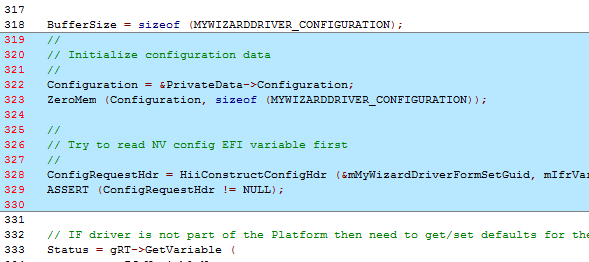 317
318 BufferSize = sizeof (MYWIZARDDRIVER_CONFIGURATION);
319 //
320 // Initialize configuration data
321 //
322 Configuration = &PrivateData->Configuration;
323 ZeroMem (Configuration, sizeof (MYWIZARDDRIVER_CONFIGURATION));
324
325 //
326 // Try to read NV config EFI variable first
327 //
328 ConfigRequestHdr = HiiConstructConfigHdr (&mMyWizardDriverFormSetGuid, mIfrVar
329 ASSERT (ConfigRequestHdr != NULL);
330
331
332 // IF driver is not part of the Platform then need to get/set defaults for the
333 Status = gRT->GetVariable (